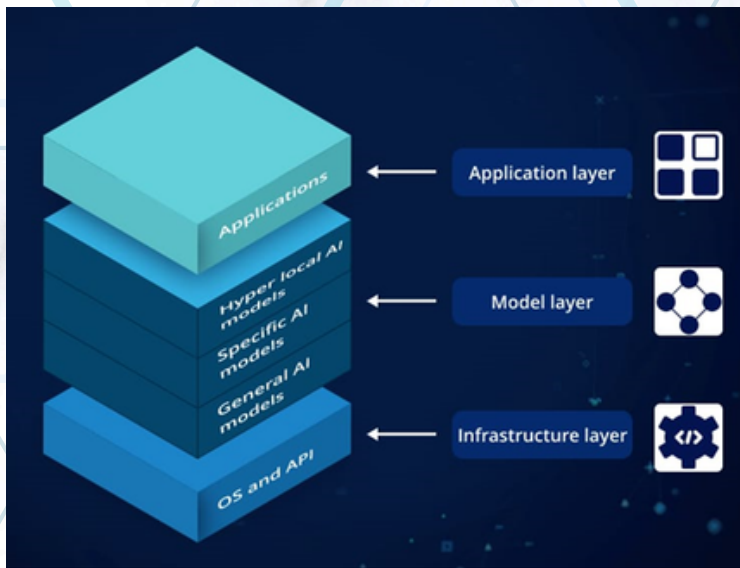 Applications
Application layer
Hyper local AI
models
Specific AI
models
General AI
models
Model layer
OS and API
Infrastructure layer
</>